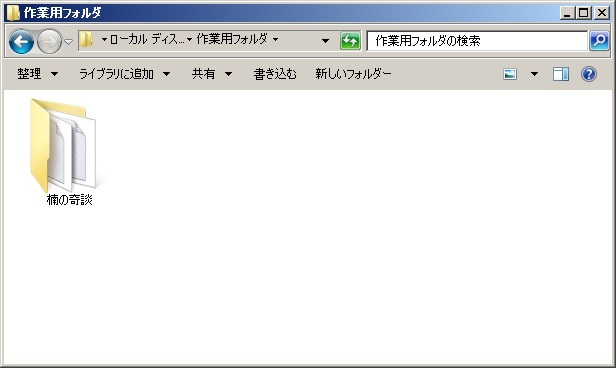 作業用フォルダ
ローカル ディス... 作業用フォルダ
作業用フォルダの検索
整理 ライブラリに追加 共有 書き込む 新しいフォルダー
楠の奇談